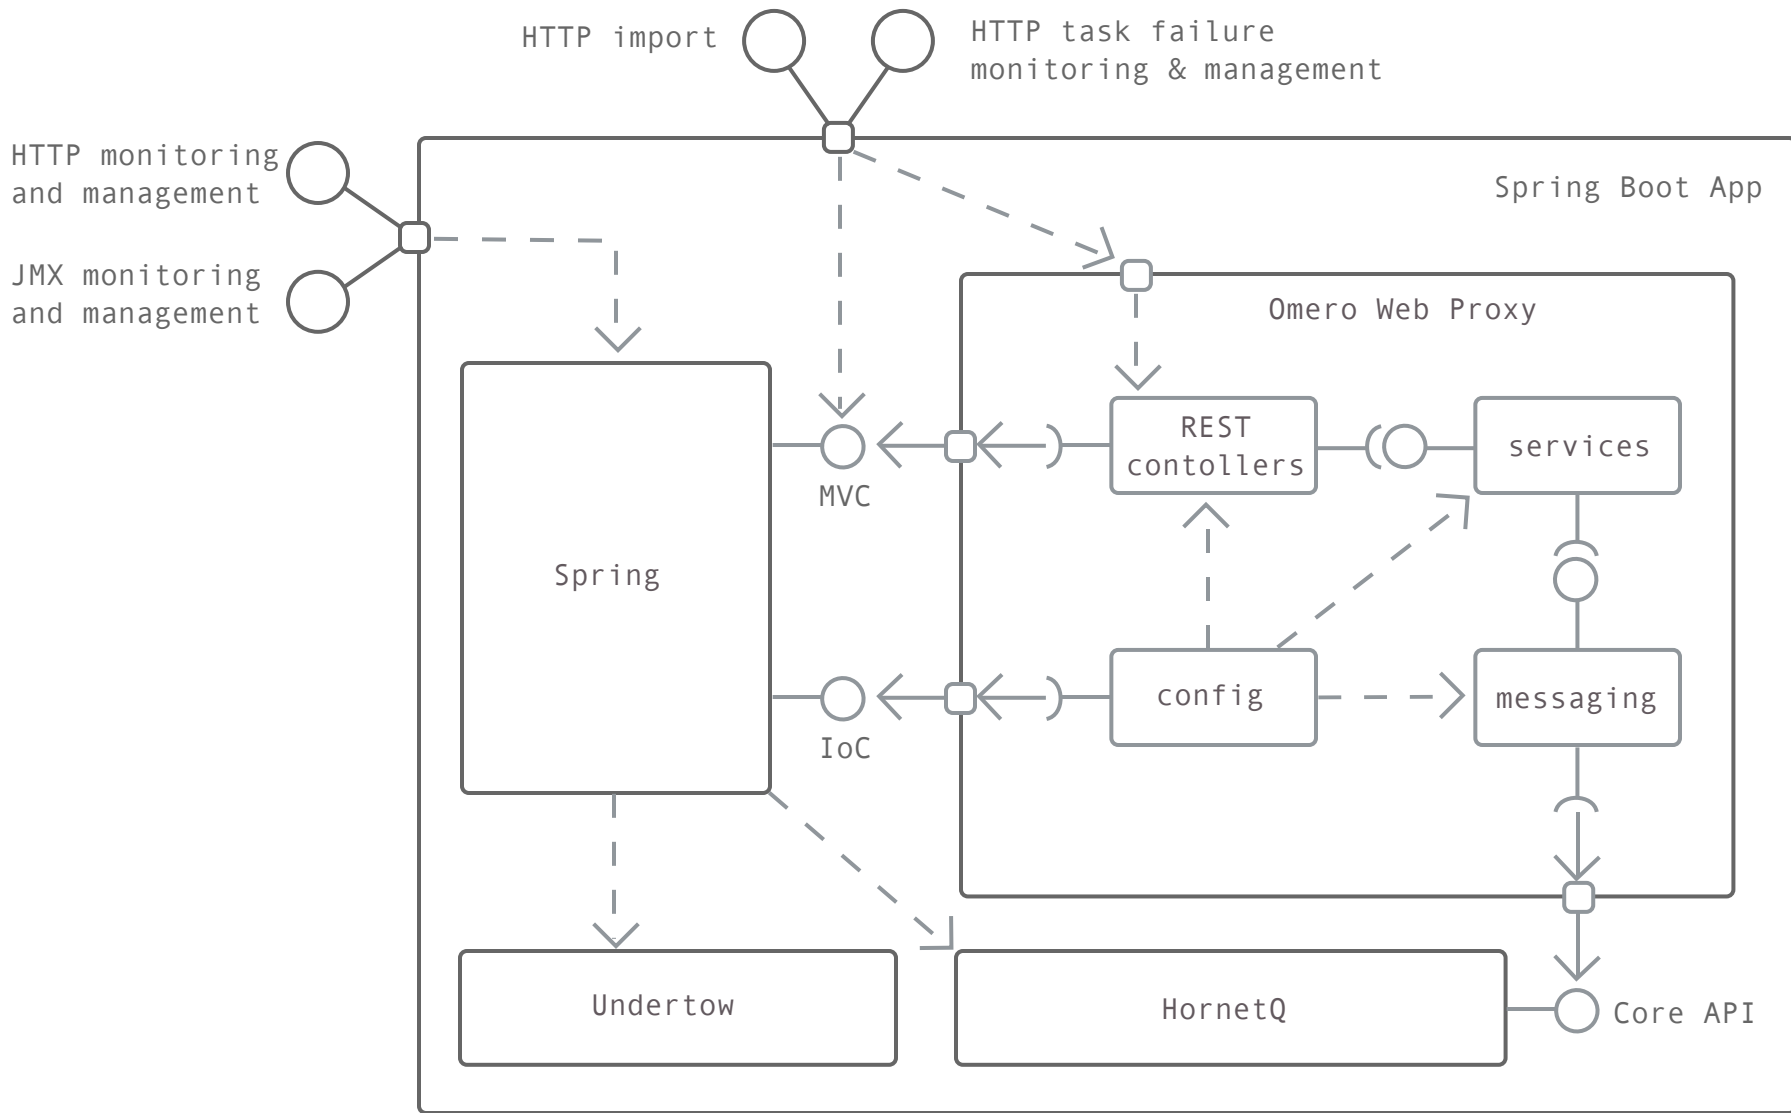 HTTP import
HTTP task failure
monitoring & management
HTTP monitoring
and management
JMX monitoring
and management
Spring Boot App
Omero Web Proxy
REST
contollers
services
MVC
Spring
config
messaging
IoC
Undertow
HornetQ
Core API